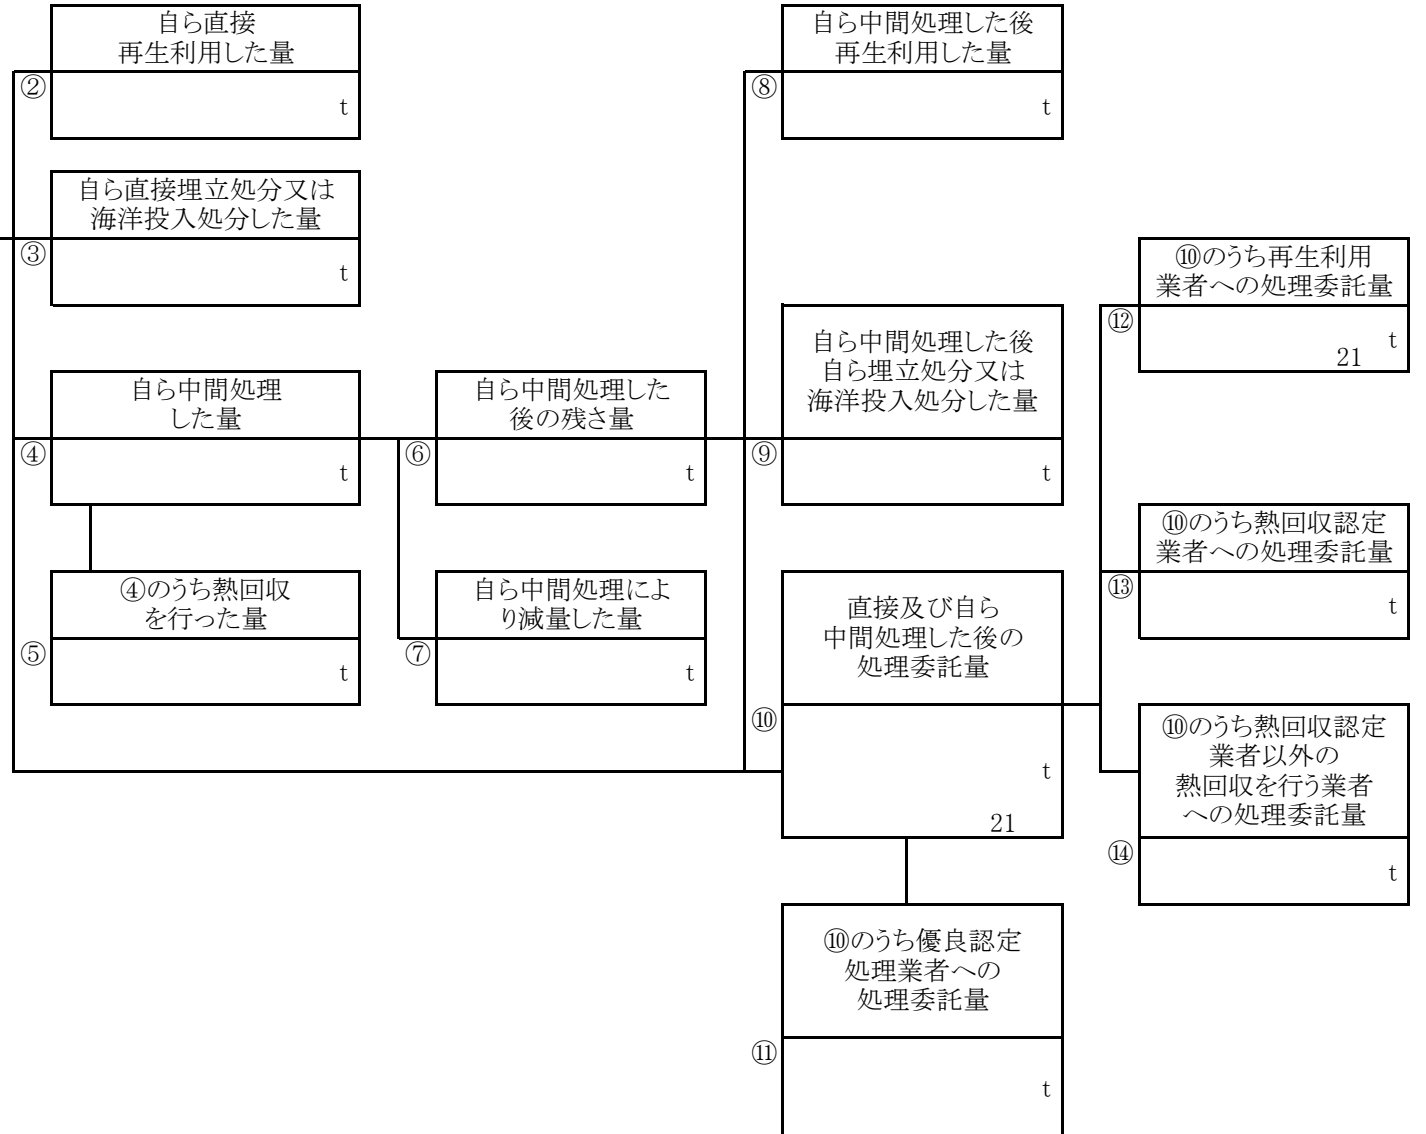 自ら直接
再生利用した量
②
t
自ら直接埋立処分又は
海洋投入処分した量
③
t
自ら中間処理
した量
④
t
④のうち熱回収
を行った量
⑤
t
自ら中間処理した
後の残さ量
⑥
t
自ら中間処理によ
り減量した量
⑦
t
自ら中間処理した後
再生利用した量
⑧
t
自ら中間処理した後
自ら埋立処分又は
海洋投入処分した量
⑨
t
直接及び自ら
中間処理した後の
処理委託量
⑩
t
21
⑩のうち優良認定
処理業者への
処理委託量
⑪
t
⑩のうち再生利用
業者への処理委託量
⑫
t
21
⑩のうち熱回収認定
業者への処理委託量
⑬
t
⑩のうち熱回収認定
業者以外の
熱回収を行う業者
への処理委託量
⑭
t